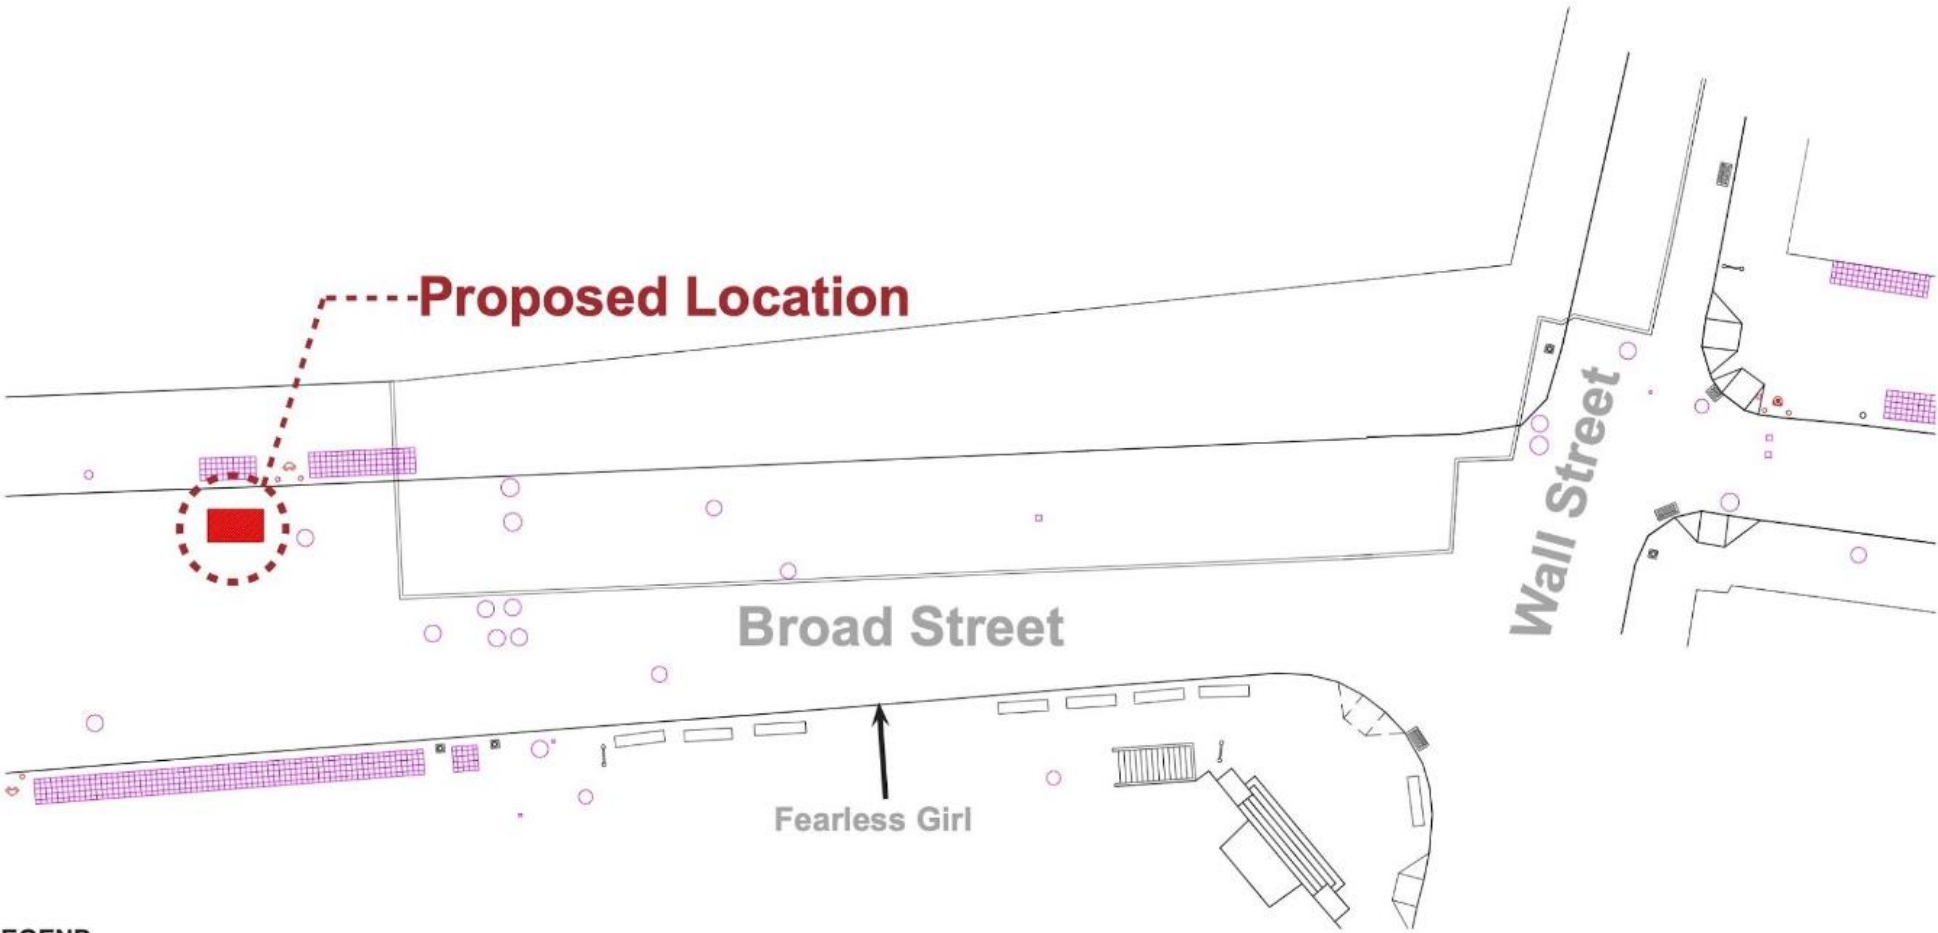 Proposed Location
Wall Street
Broad Street
Fearless Girl